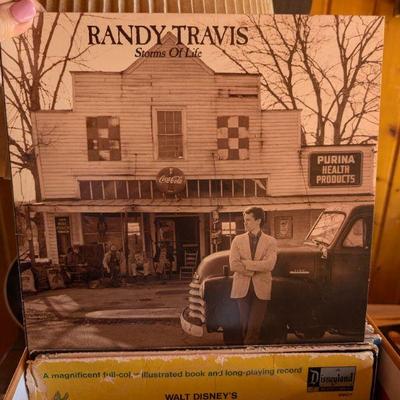 RANDY TRAVIS
Storms Of Life
Coca-Cola
PURINA
HEALTH
PRODUCTS
A magnificent full-col illustrated book and long-playing record
Disneyland
WALT DISNEY'S